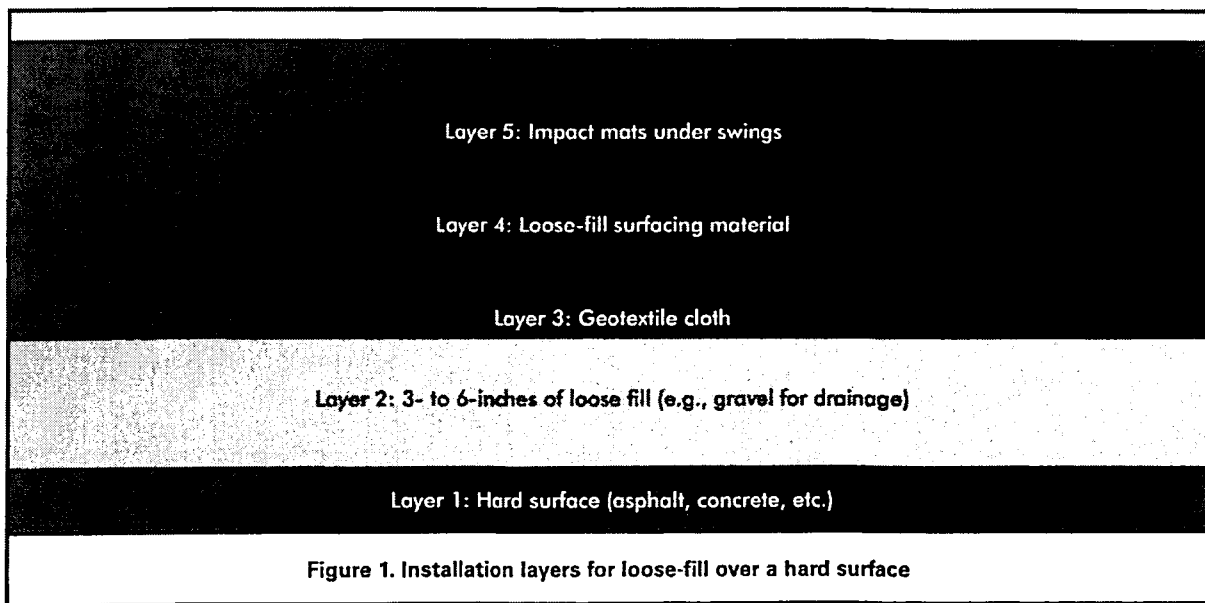 Layer 5: Impact mats under swings
Layer 4: Loose-fill surfacing material
Layer 3: Geotextile cloth
Layer 2: 3- to 6-inches of loose fill (e.g., gravel for drainage)
Layer 1: Hard surface (asphalt, concrete, etc.)
Figure 1. Installation layers for loose-fill over a hard surface